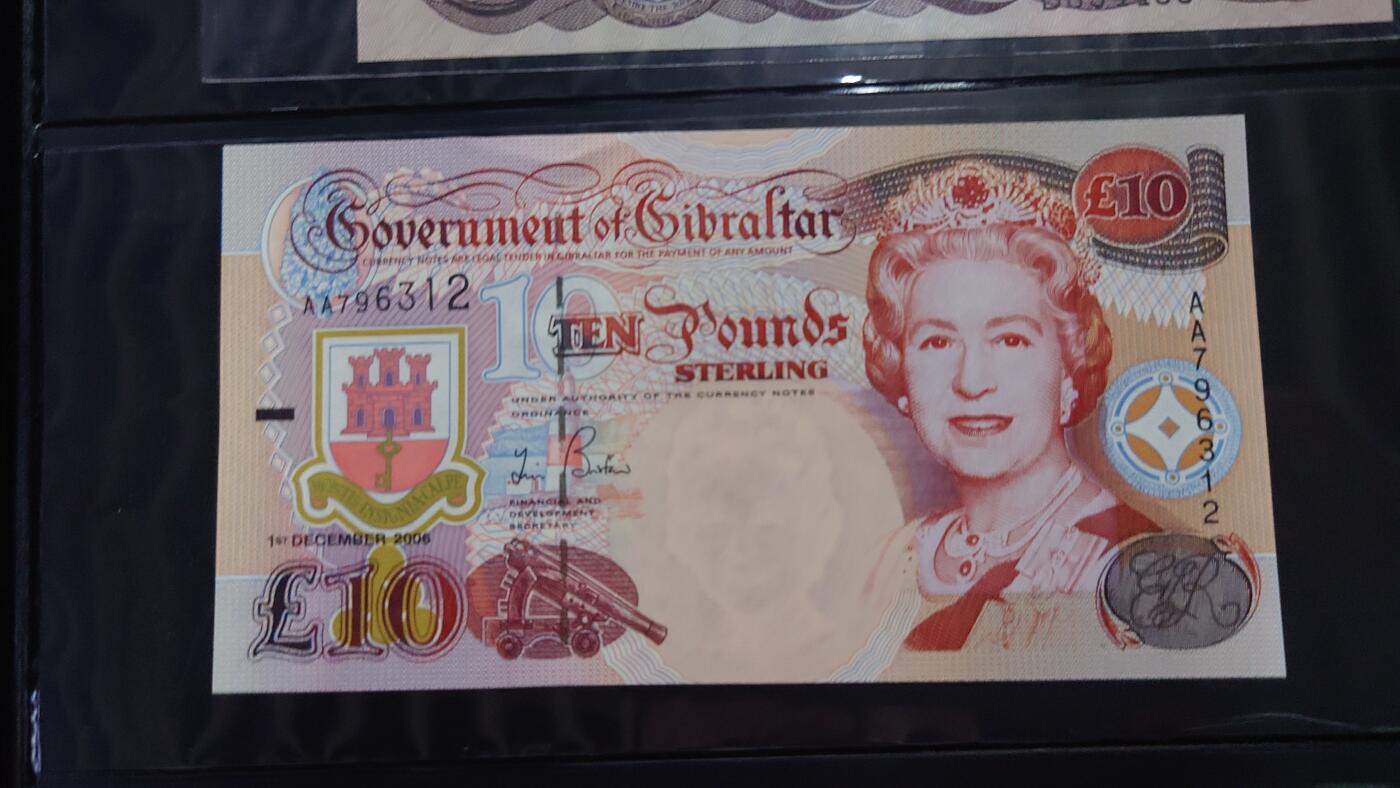 Government of Gibraltar
CURRENCY NOTES ARE LEGAL TENDER IN GIBRALTAR FOR THE PAYMENT OF ANY AMOUNT
£10
AA796312
10
TEN Pounds
STERLING
UNDER AUTHORITY OF THE CURRENCY NOTES
ORDINANCE
FINANCIAL AND
DEVELOPMENT
SECRETARY
INSIGNIA CALPE
1ST DECEMBER 2006
£10
AA796312